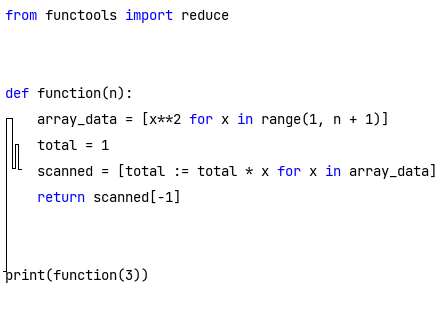 from functools import reduce
def function(n):
    array_data = [x**2 for x in range(1, n + 1)]
    total = 1
    scanned = [total := total * x for x in array_data]
    return scanned[-1]
print(function(3))